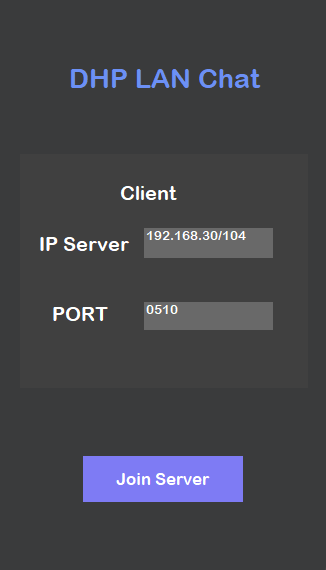 DHP LAN Chat
Client
IP Server 192.168.30/104
PORT 0510
Join Server